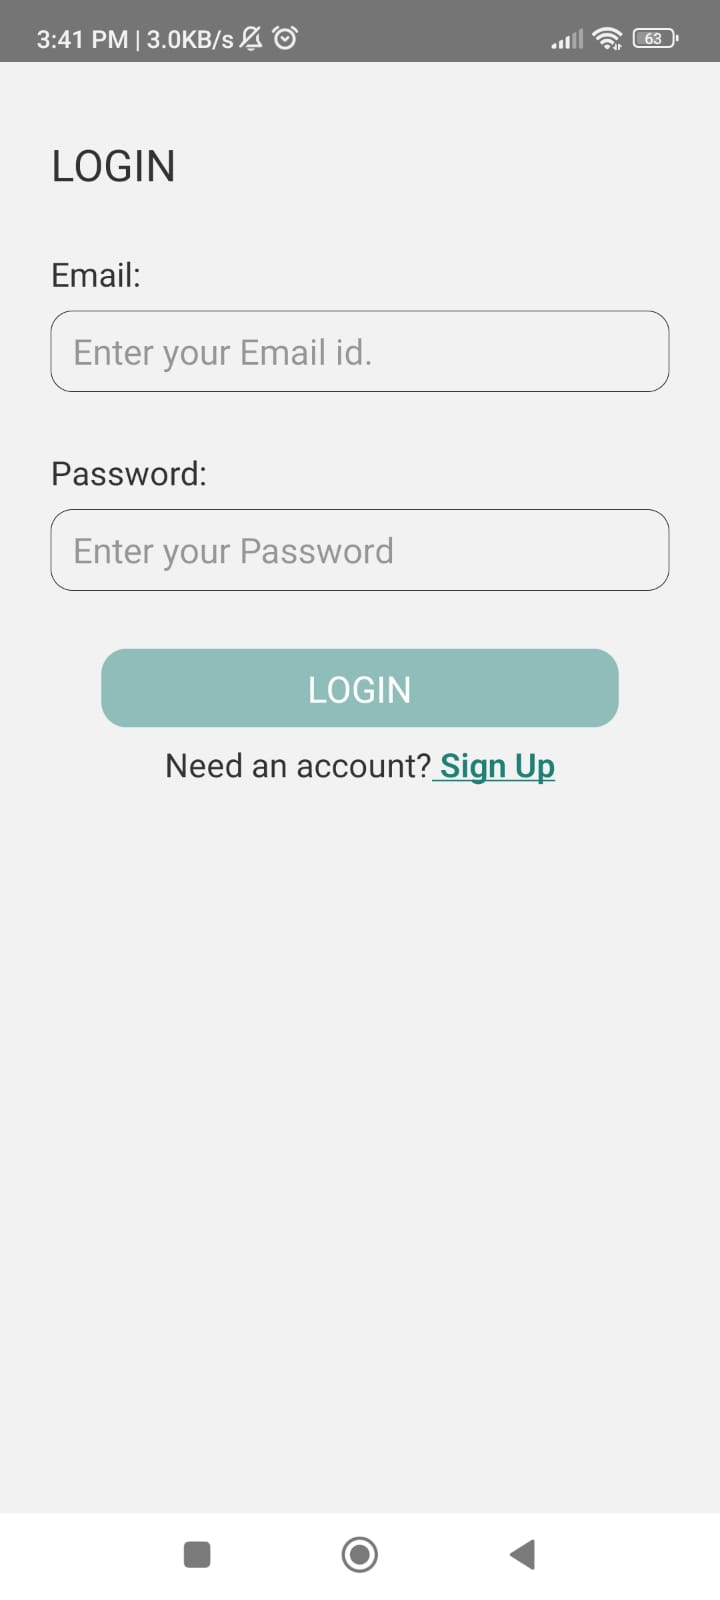 3:41 PM | 3.0KB/s 63
LOGIN
Email:
Enter your Email id.
Password:
Enter your Password
LOGIN
Need an account? Sign Up